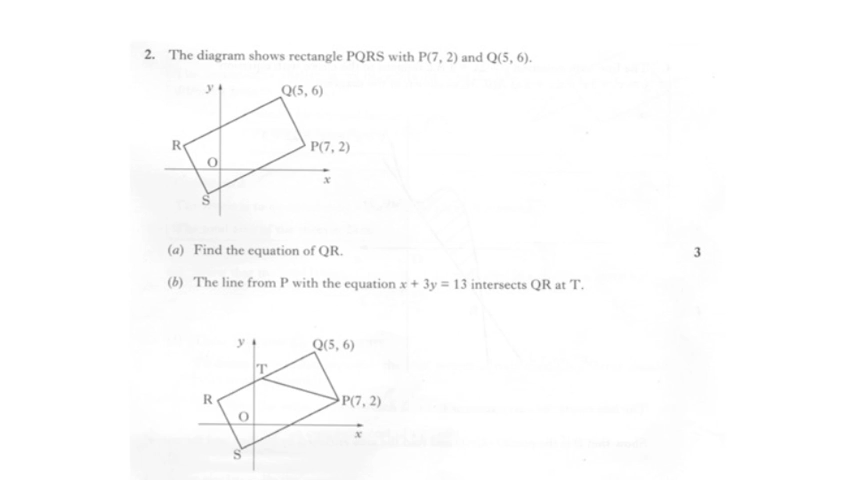 2. The diagram shows rectangle PQRS with P(7, 2) and Q(5, 6).
y
Q(5, 6)
R
P(7, 2)
O
x
S
(a) Find the equation of QR. 3
(b) The line from P with the equation x + 3y = 13 intersects QR at T.
y
Q(5, 6)
T
R
P(7, 2)
O
x
S